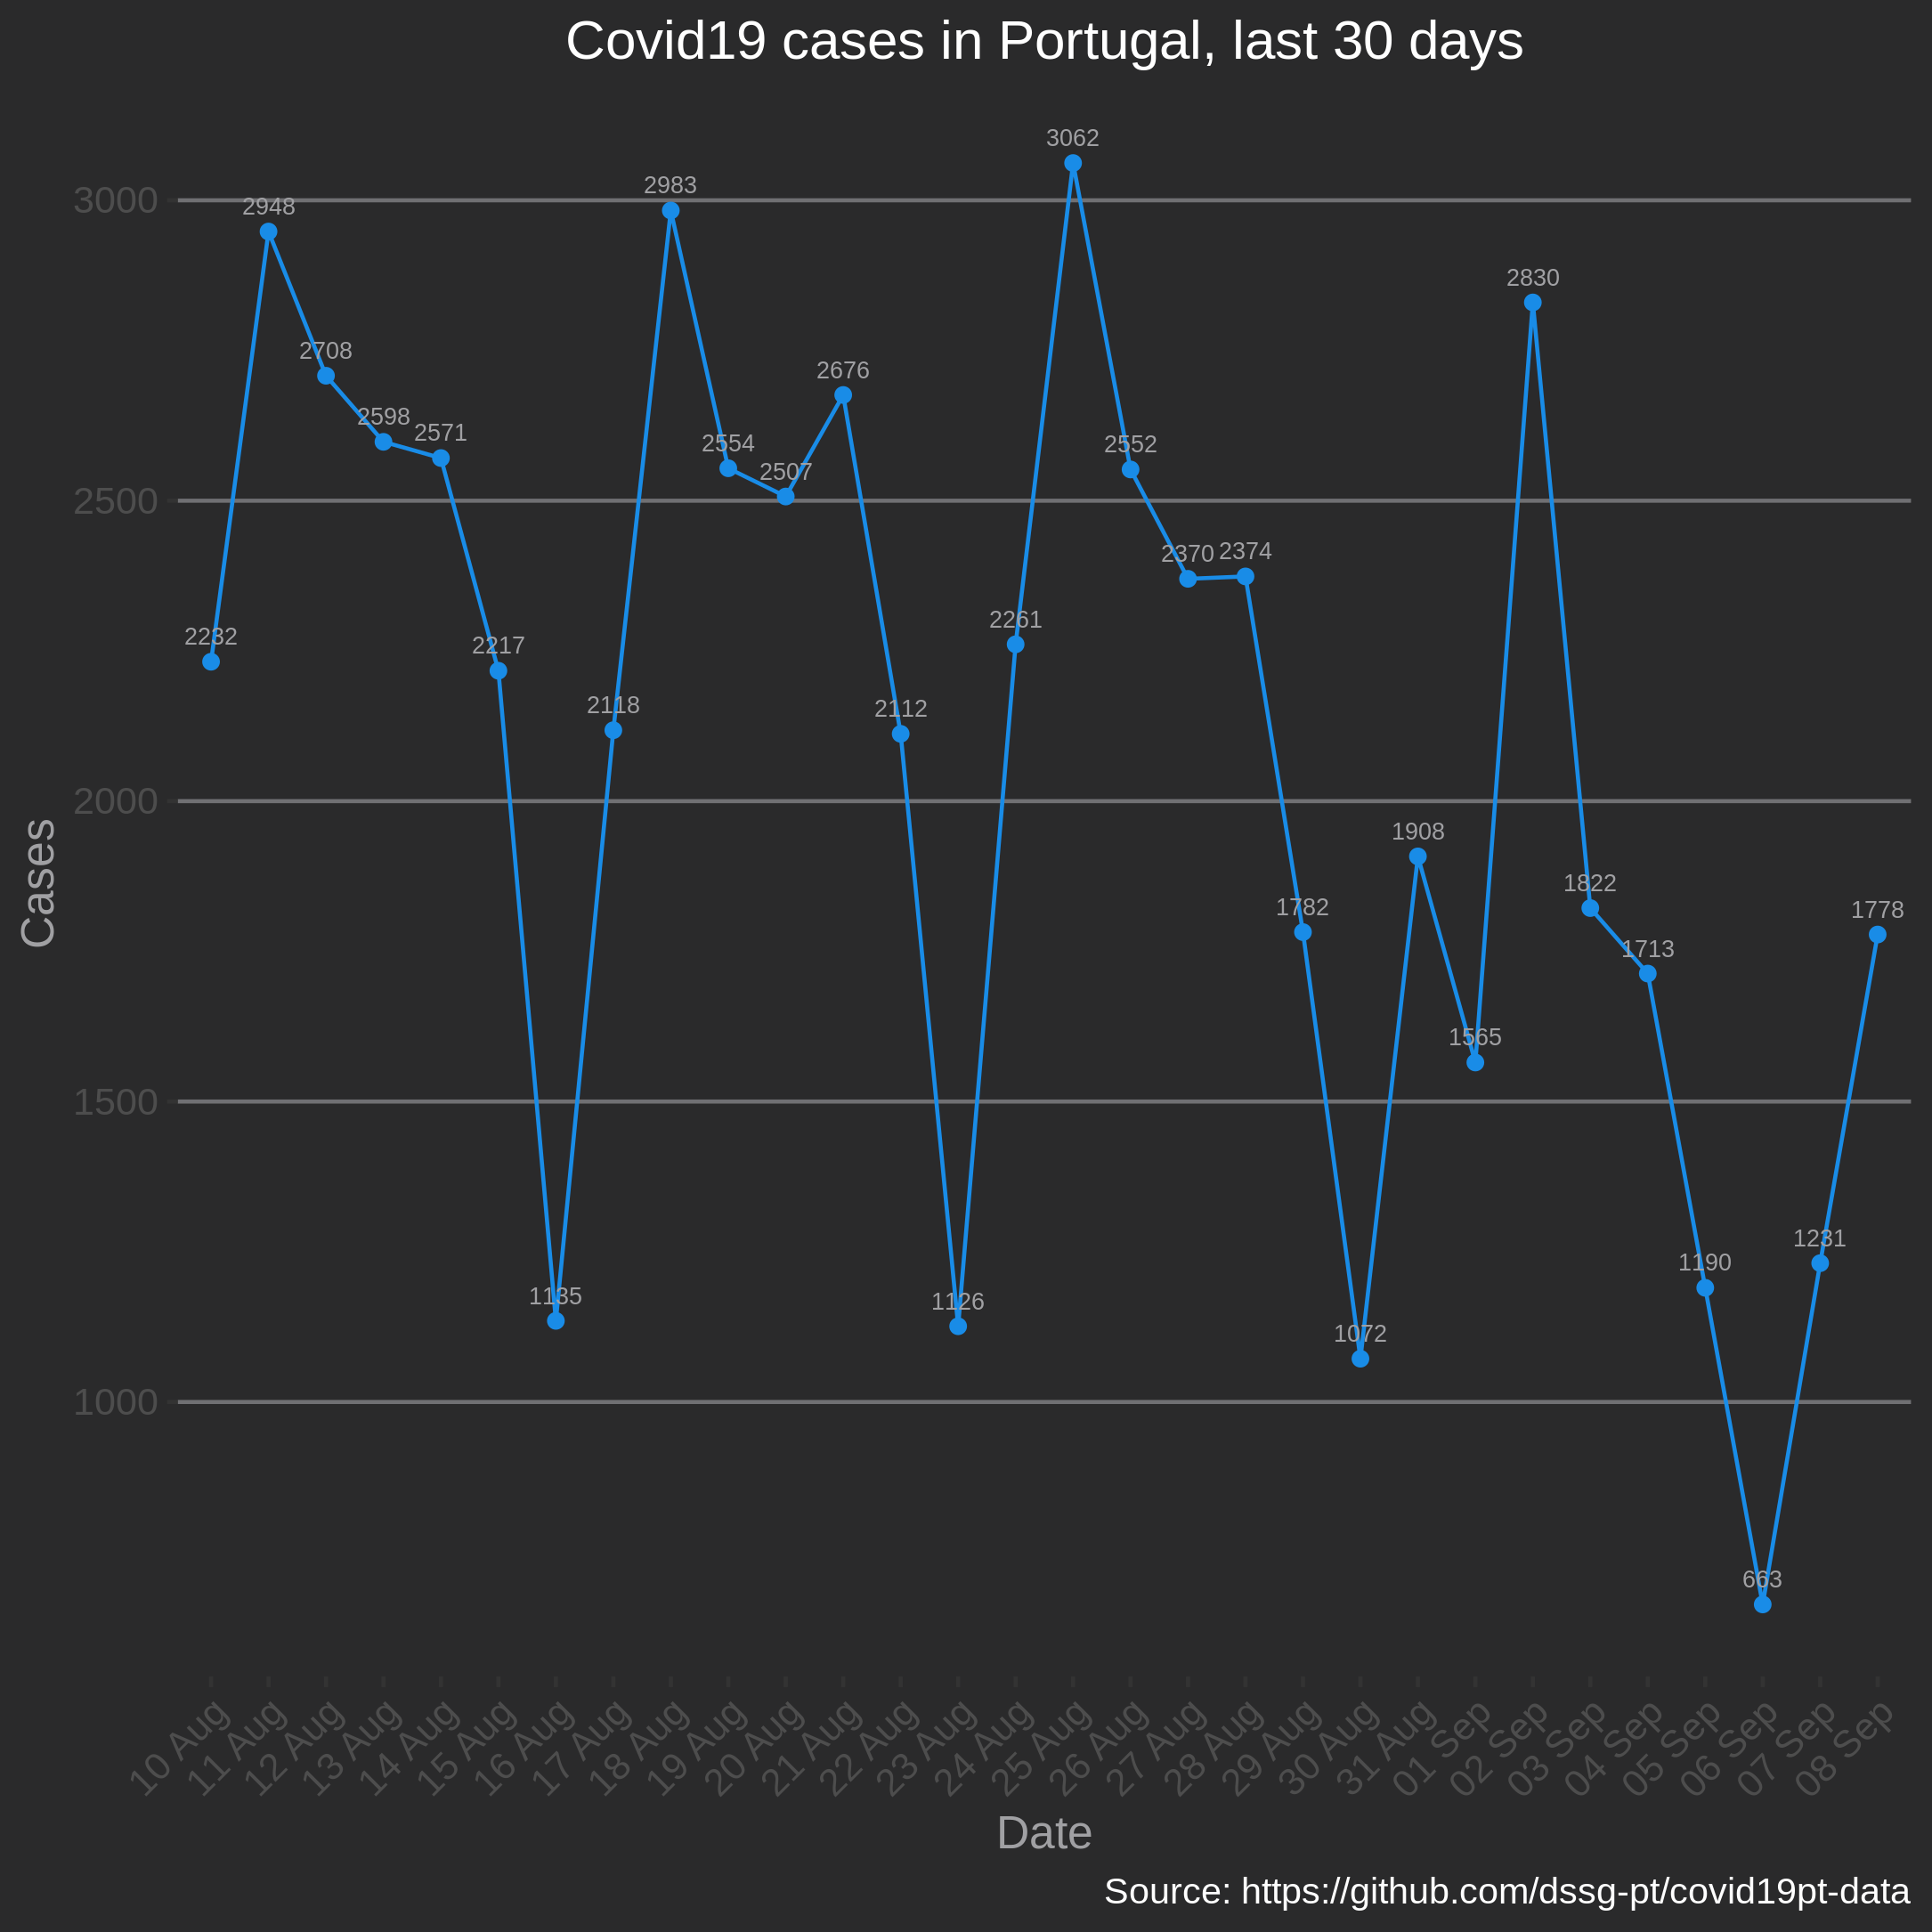 Covid19 cases in Portugal, last 30 days
3062
3000
2983
2948
2830
2708
2676
2598
2571
2554
2552
2507
2500
2370 2374
2261
2232
2217
2118
2112
2000
Cases
1908
1822
1782
1778
1713
1565
1500
1231
1190
1135
1126
1072
1000
663
10 Aug
11 Aug
12 Aug
13 Aug
14 Aug
15 Aug
16 Aug
17 Aug
18 Aug
19 Aug
20 Aug
21 Aug
22 Aug
23 Aug
24 Aug
25 Aug
26 Aug
27 Aug
28 Aug
29 Aug
30 Aug
31 Aug
01 Sep
02 Sep
03 Sep
04 Sep
05 Sep
06 Sep
07 Sep
08 Sep
Date
Source: https://github.com/dssg-pt/covid19pt-data